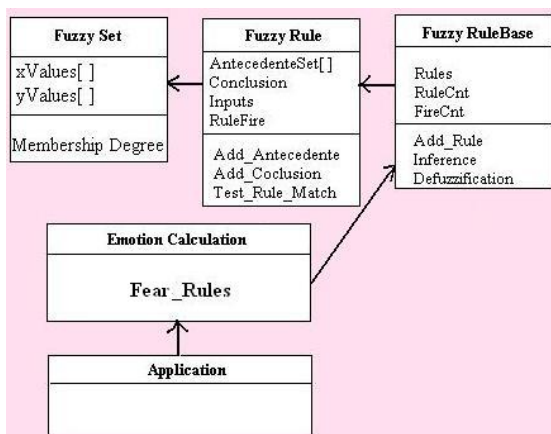 Fuzzy Set
xValues[ ]
yValues[ ]
Membership Degree
Fuzzy Rule
AntecedenteSet[]
Conclusion
Inputs
RuleFire
Add_Antecedente
Add_Coclusion
Test_Rule_Match
Fuzzy RuleBase
Rules
RuleCnt
FireCnt
Add_Rule
Inference
Defuzzification
Emotion Calculation
Fear_Rules
Application